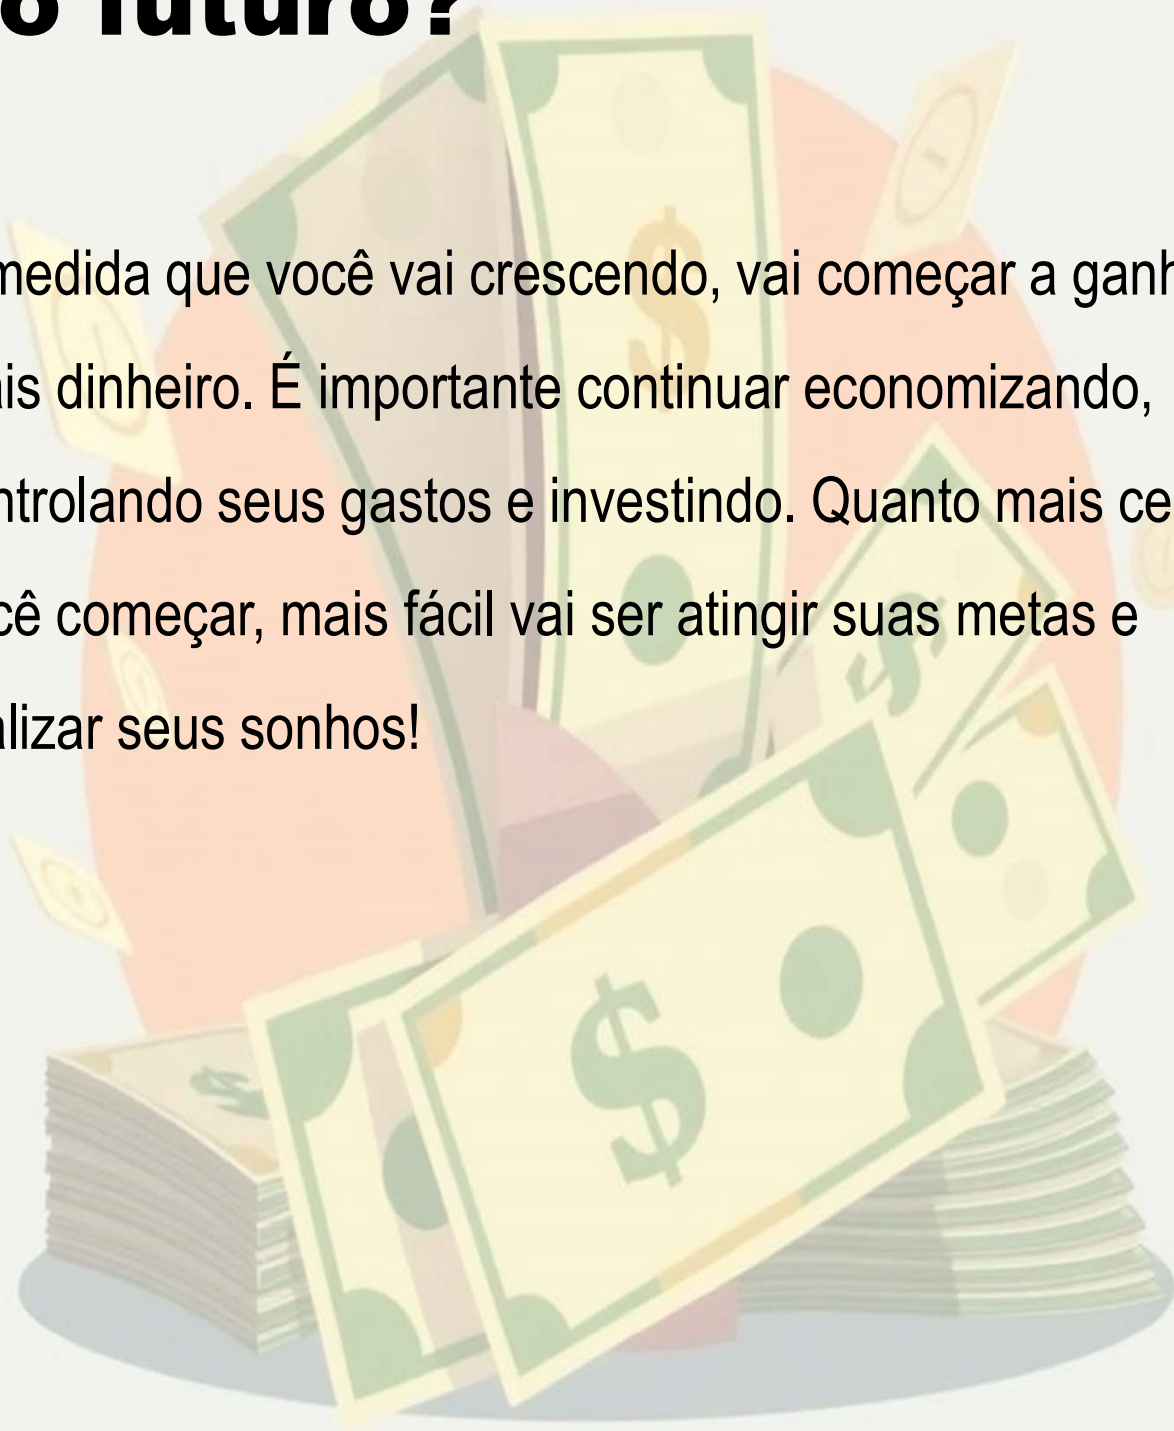 o futuro?
medida que você vai crescendo, vai começar a ganh
is dinheiro. É importante continuar economizando,
ntrolando seus gastos e investindo. Quanto mais ce
cê começar, mais fácil vai ser atingir suas metas e
lizar seus sonhos!
$
$
$
$